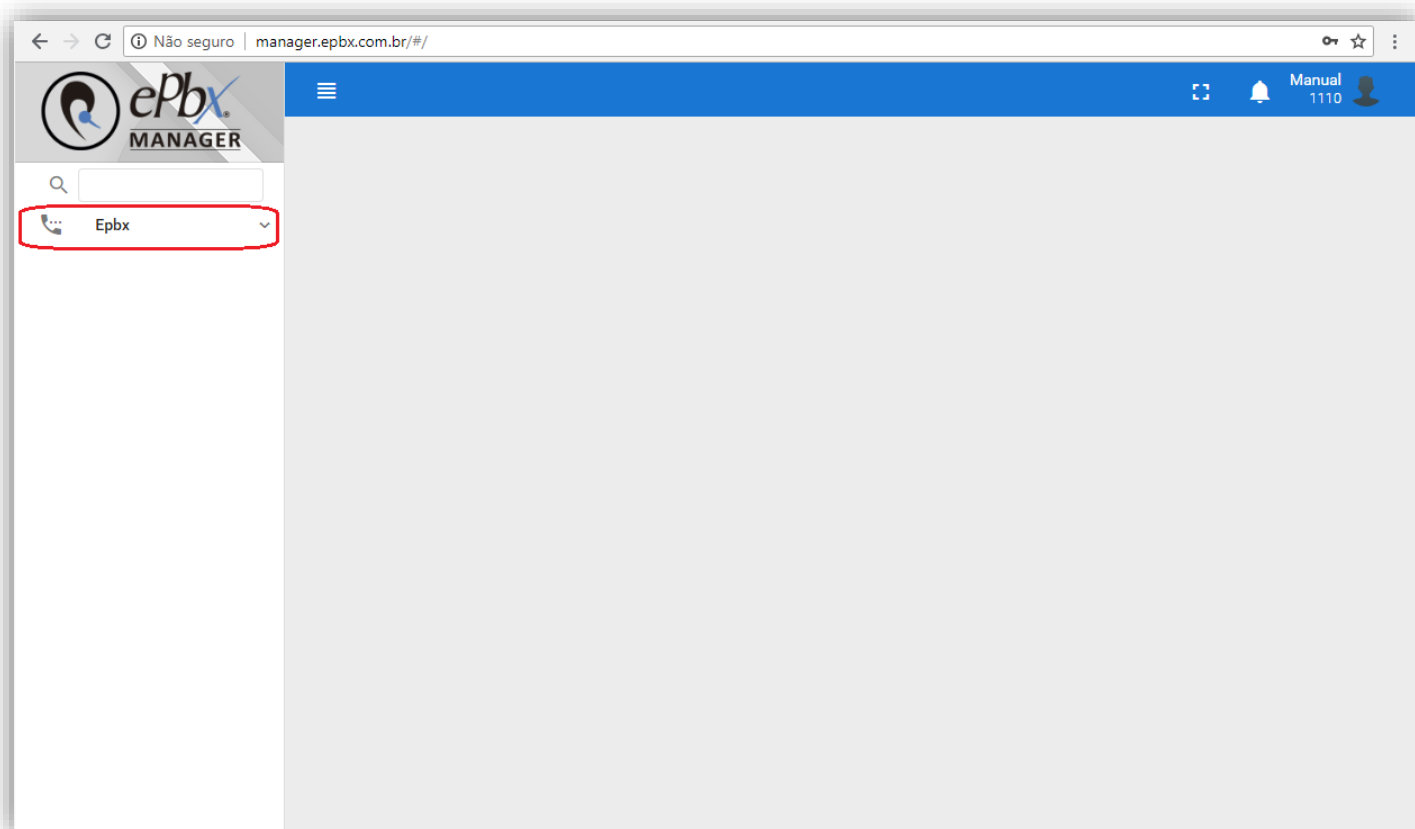 Não seguro | manager.epbx.com.br/#/
ePbx®
MANAGER
Manual
1110
Epbx